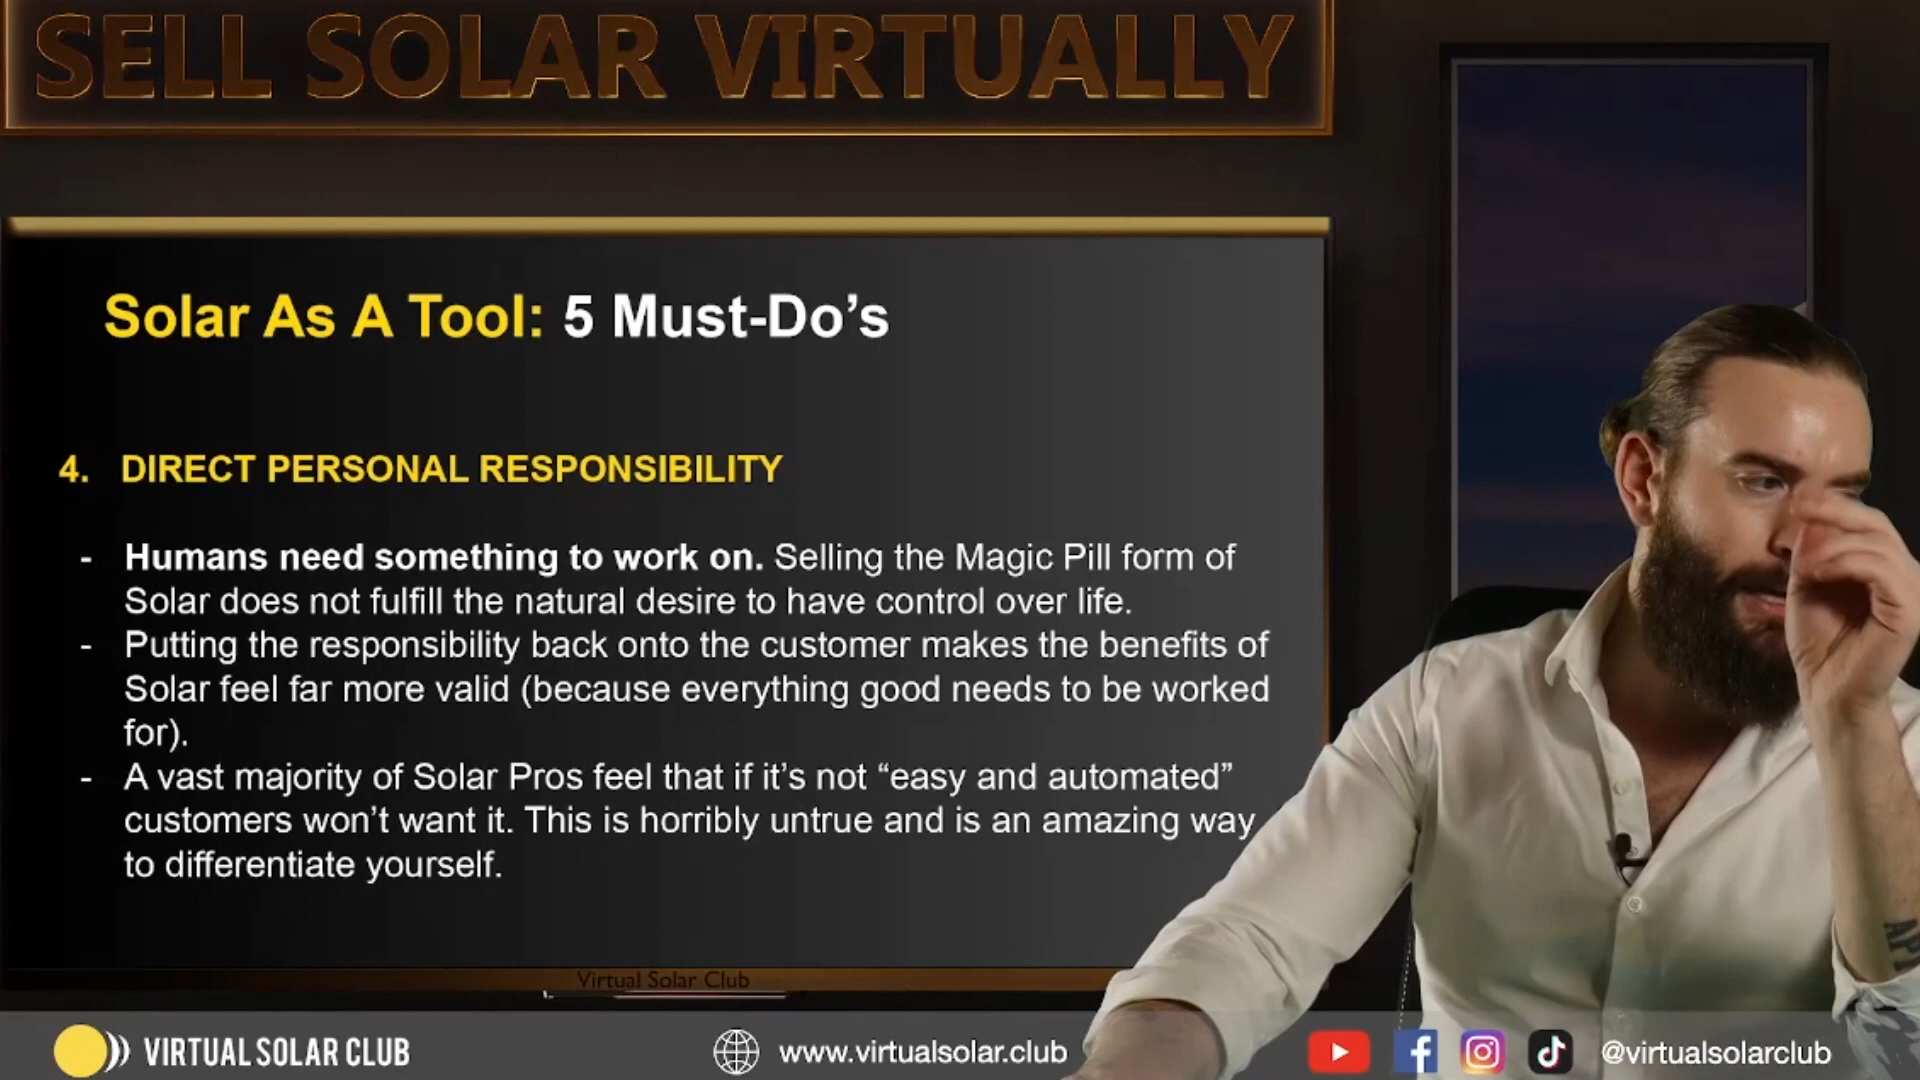 SELL SOLAR VIRTUALLY
Solar As A Tool: 5 Must-Do’s
4. DIRECT PERSONAL RESPONSIBILITY
- Humans need something to work on. Selling the Magic Pill form of
Solar does not fulfill the natural desire to have control over life.
- Putting the responsibility back onto the customer makes the benefits of
Solar feel far more valid (because everything good needs to be worked
for).
- A vast majority of Solar Pros feel that if it’s not “easy and automated”
customers won’t want it. This is horribly untrue and is an amazing way
to differentiate yourself.
Virtual Solar Club
VIRTUAL SOLAR CLUB
www.virtualsolar.club
@virtualsolarclub